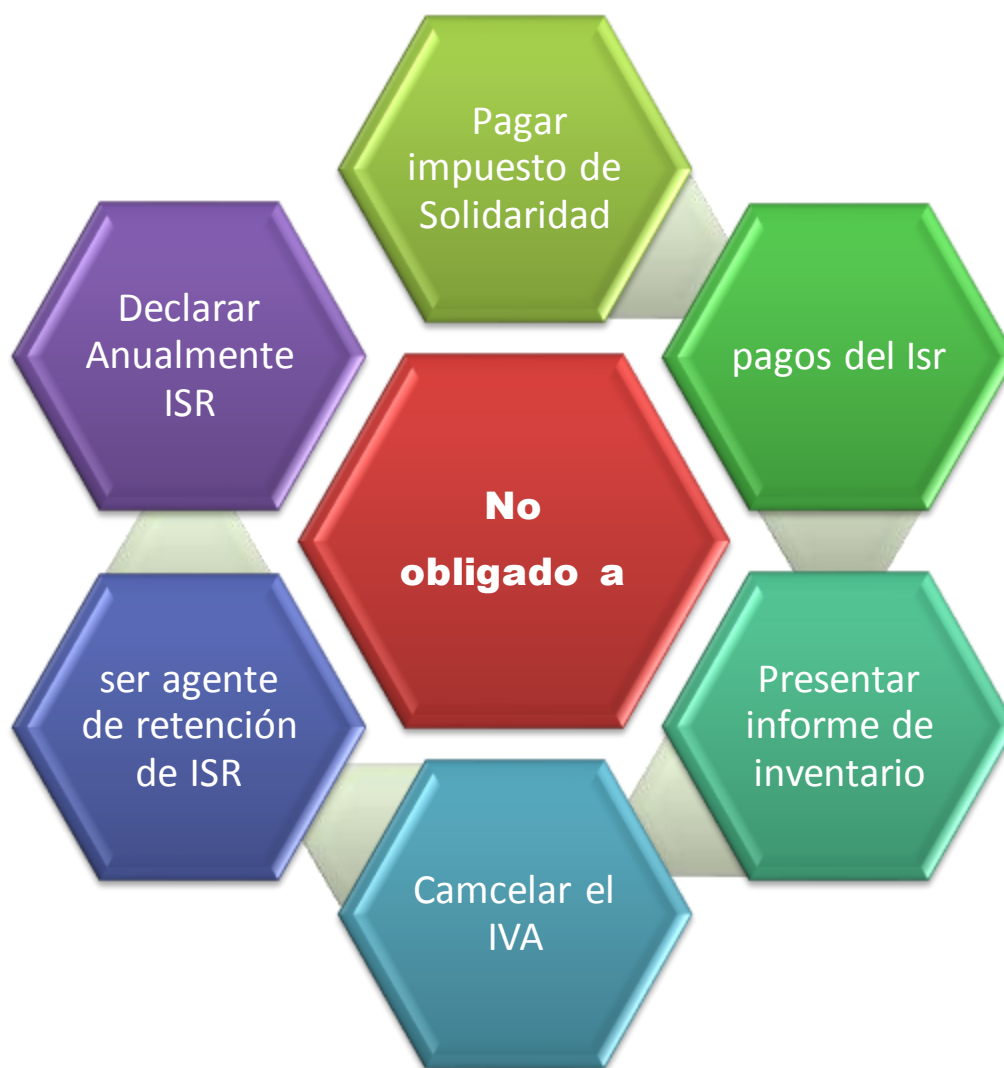 Pagar
impuesto de
Solidaridad
pagos del Isr
Presentar
informe de
inventario
Camcelar el
IVA
ser agente
de retención
de ISR
Declarar
Anualmente
ISR
No
obligado a